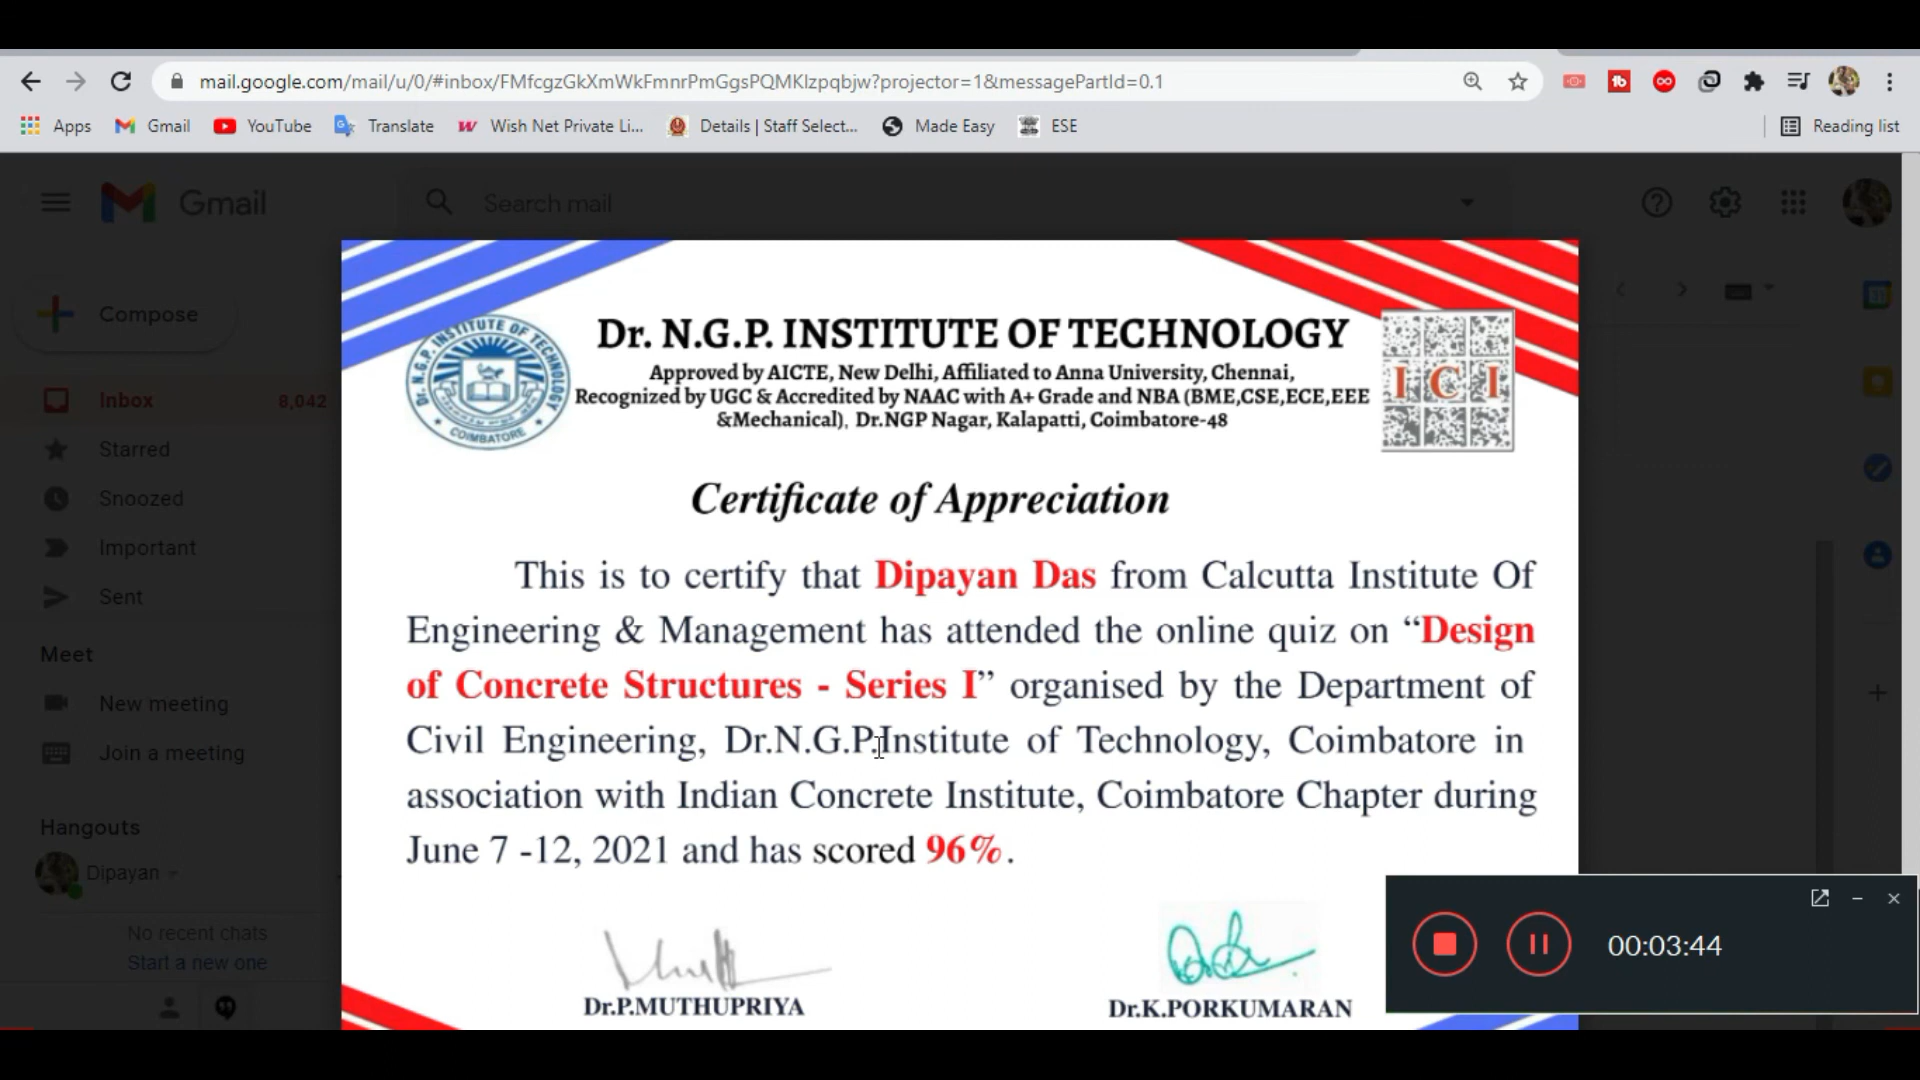 mail.google.com/mail/u/0/#inbox/FMfcgzGkXmWkFmnrPmGgsPQMKlzpqbjw?projector=1&messagePartId=0.1
Apps Gmail YouTube Translate Wish Net Private Li... Details | Staff Select... Made Easy ESE Reading list
Gmail
Search mail
Compose
Inbox 8,042
Starred
Snoozed
Important
Sent
Meet
New meeting
Join a meeting
Hangouts
Dipayan
No recent chats
Start a new one
Dr. N.G.P. INSTITUTE OF TECHNOLOGY
COIMBATORE
Dr. N.G.P. INSTITUTE OF TECHNOLOGY
Approved by AICTE, New Delhi, Affiliated to Anna University, Chennai,
Recognized by UGC & Accredited by NAAC with A+ Grade and NBA (BME,CSE,ECE,EEE
&Mechanical), Dr.NGP Nagar, Kalapatti, Coimbatore-48
ICI
Certificate of Appreciation
This is to certify that Dipayan Das from Calcutta Institute Of
Engineering & Management has attended the online quiz on “Design
of Concrete Structures - Series I” organised by the Department of
Civil Engineering, Dr.N.G.P.Institute of Technology, Coimbatore in
association with Indian Concrete Institute, Coimbatore Chapter during
June 7 -12, 2021 and has scored 96%.
Dr.P.MUTHUPRIYA
Dr.K.PORKUMARAN
00:03:44